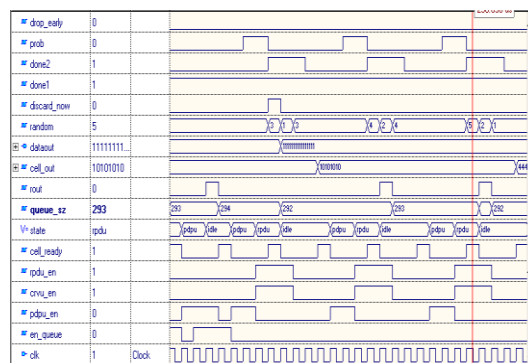 drop_early 0
prob 0
done2 1
done1 1
discard_now 0
random 5 3 1 3 4 2 4 5 2 1
dataout 11111111...
cell_out 10101010 10101010 444
rout 0
queue_sz 293 293 294 292 293 292
state rpdu pdpu idle pdpu rpdu idle pdpu rpdu idle pdpu rpdu idle
cell_ready 1
rpdu_en 1
crvu_en 1
pdpu_en 0
en_queue 0
clk 1 Clock